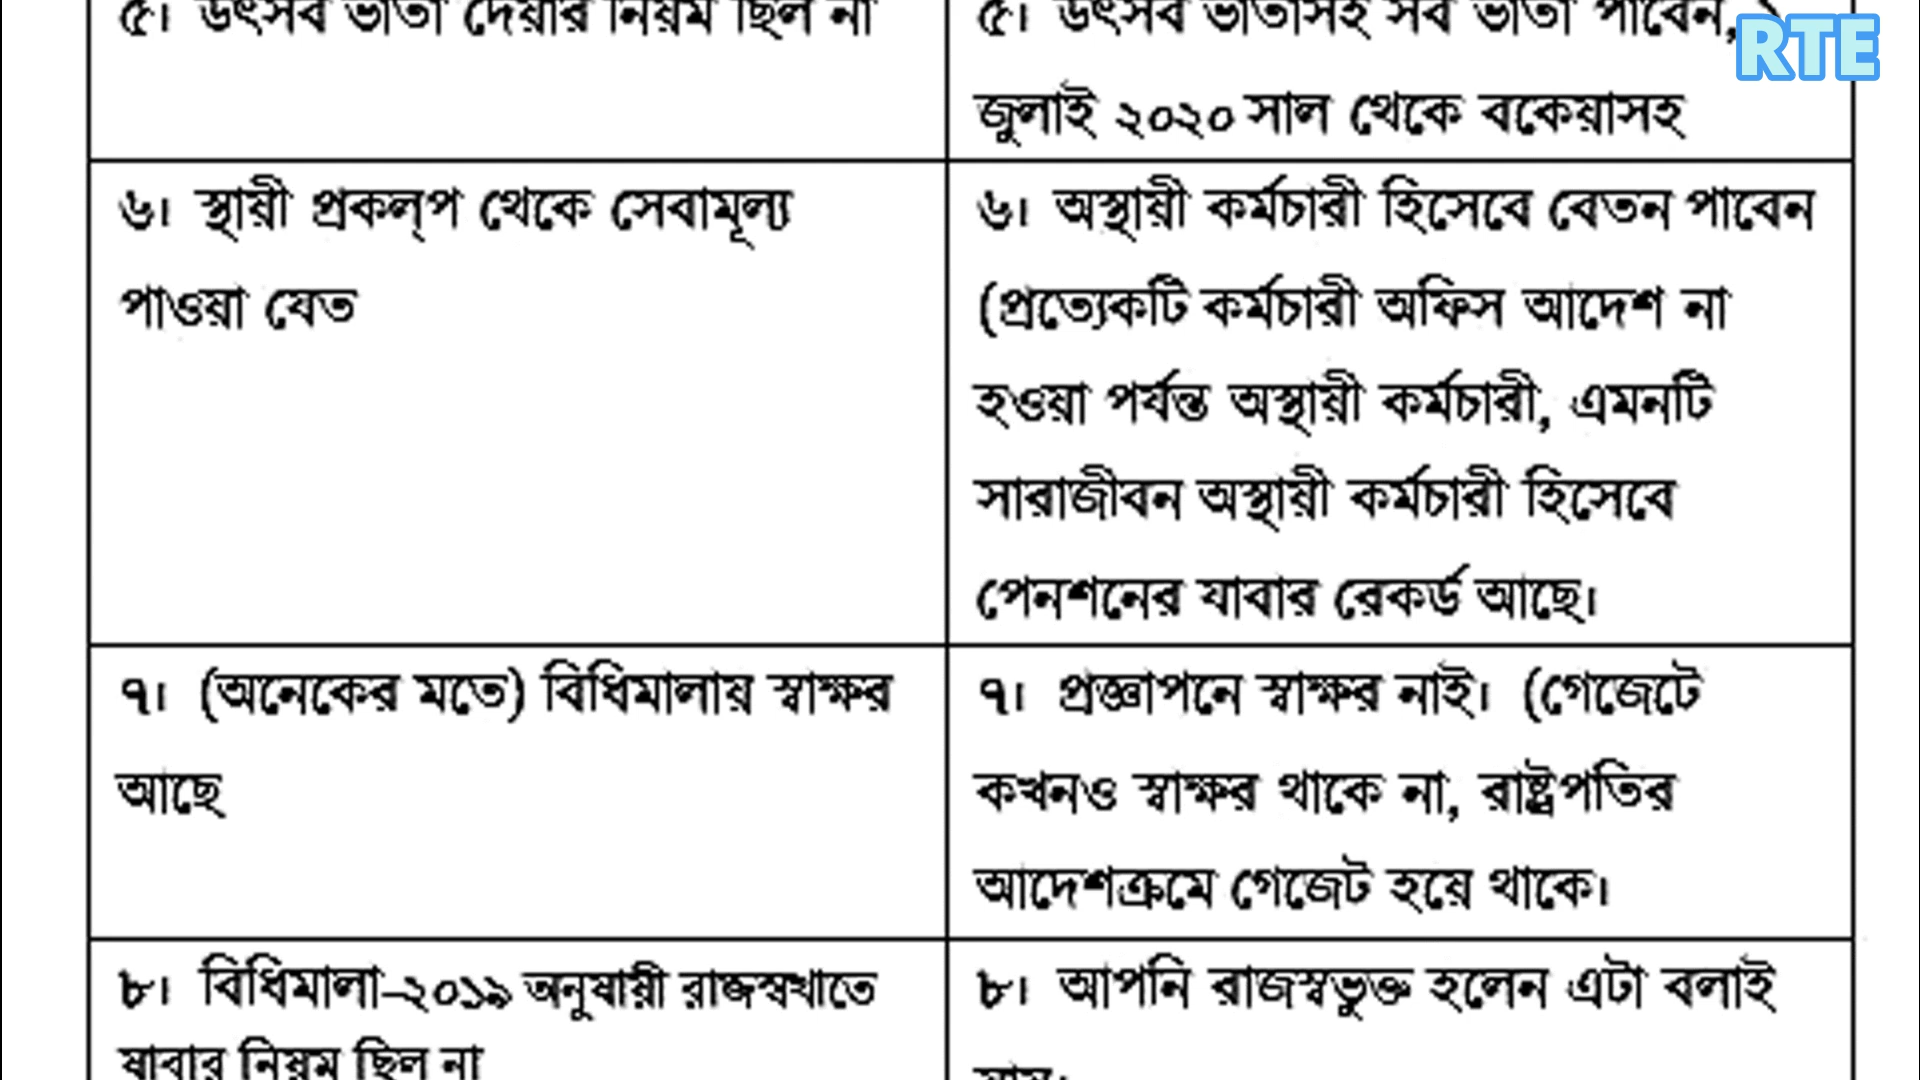 ৫। উৎসব ভাতা দেয়ার নিয়ম ছিল না
৫। উৎসব ভাতাসহ সব ভাতা পাবেন, ১
জুলাই ২০২০ সাল থেকে বকেয়াসহ
RTE
৬। স্থায়ী প্রকল্প থেকে সেবামূল্য
পাওয়া যেত
৬। অস্থায়ী কর্মচারী হিসেবে বেতন পাবেন
(প্রত্যেকটি কর্মচারী অফিস আদেশ না
হওয়া পর্যন্ত অস্থায়ী কর্মচারী, এমনটি
সারাজীবন অস্থায়ী কর্মচারী হিসেবে
পেনশনের যাবার রেকর্ড আছে।
৭। (অনেকের মতে) বিধিমালায় স্বাক্ষর
আছে
৭। প্রজ্ঞাপনে স্বাক্ষর নাই। (গেজেটে
কখনও স্বাক্ষর থাকে না, রাষ্ট্রপতির
আদেশক্রমে গেজেট হয়ে থাকে।
৮। বিধিমালা–২০১৯ অনুযায়ী রাজস্বখাতে
যাবার নিয়ম ছিল না
৮। আপনি রাজস্বভুক্ত হলেন এটা বলাই